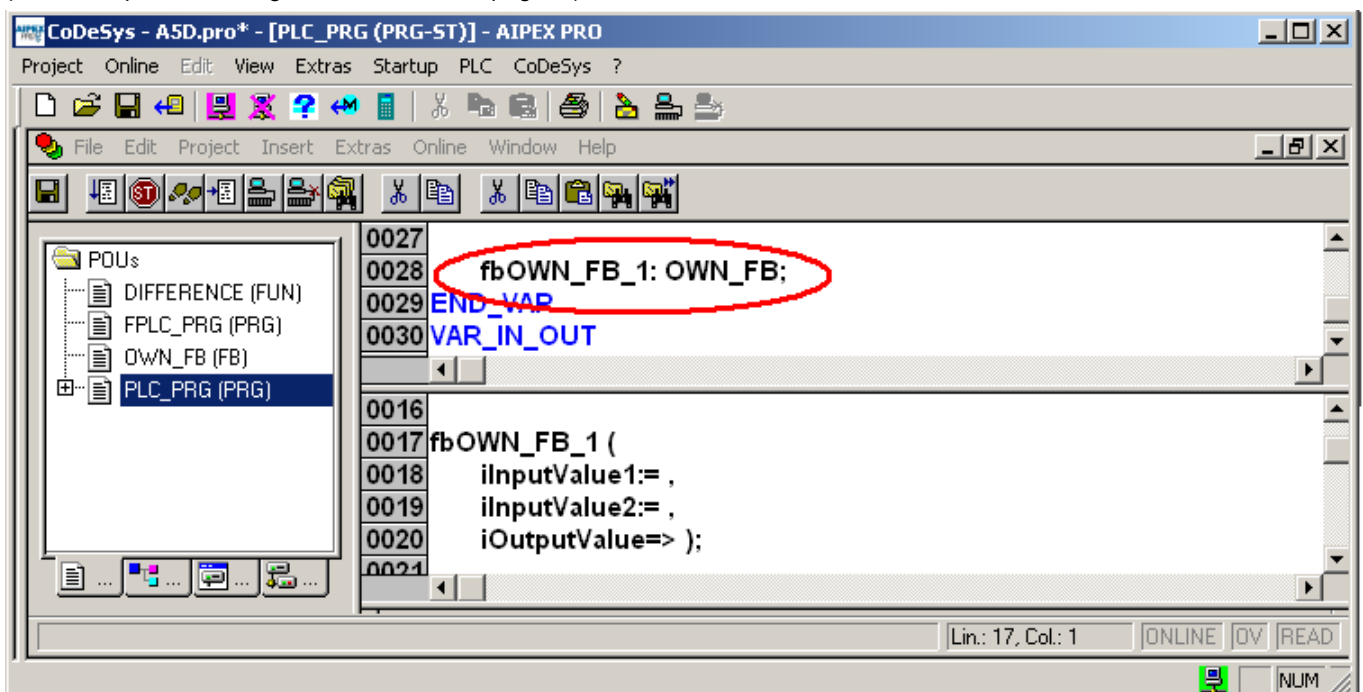 CoDeSys - A5D.pro* - [PLC_PRG (PRG-ST)] - AIPEX PRO
Project Online Edit View Extras Startup PLC CoDeSys ?
File Edit Project Insert Extras Online Window Help
POUs
DIFFERENCE (FUN)
FPLC_PRG (PRG)
OWN_FB (FB)
PLC_PRG (PRG)
... ... ... ...
0027
0028 fbOWN_FB_1: OWN_FB;
0029 END_VAR
0030 VAR_IN_OUT
0016
0017 fbOWN_FB_1 (
0018 iInputValue1:= ,
0019 iInputValue2:= ,
0020 iOutputValue=> );
0021
Lin.: 17, Col.: 1 ONLINE OV READ
NUM